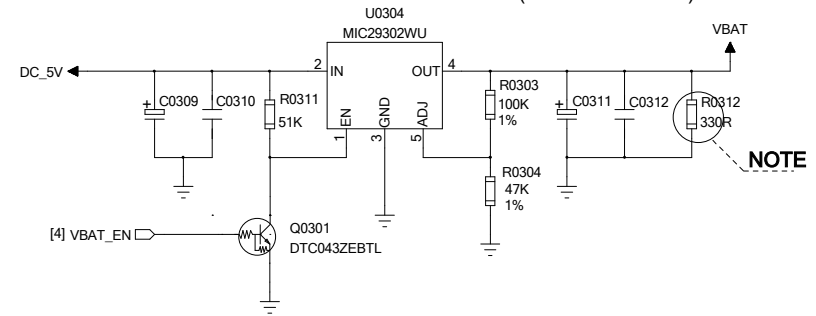 U0304
MIC29302WU
VBAT
DC_5V
2
IN
OUT
4
EN
GND
ADJ
1
3
5
+
C0309
C0310
R0311
51K
R0303
100K
1%
+
C0311
C0312
R0312
330R
NOTE
R0304
47K
1%
[4] VBAT_EN
Q0301
DTC043ZEBTL